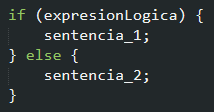 if (expresionLogica) {
    sentencia_1;
} else {
    sentencia_2;
}